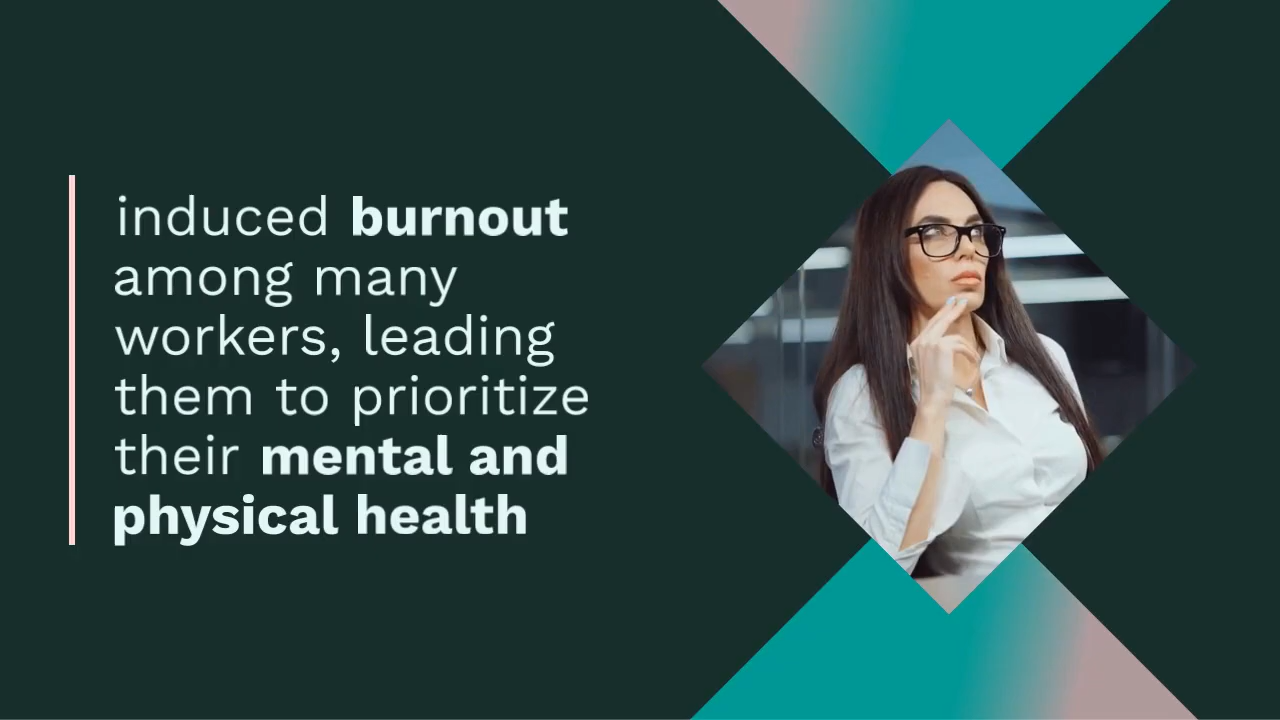 induced burnout
among many
workers, leading
them to prioritize
their mental and
physical health